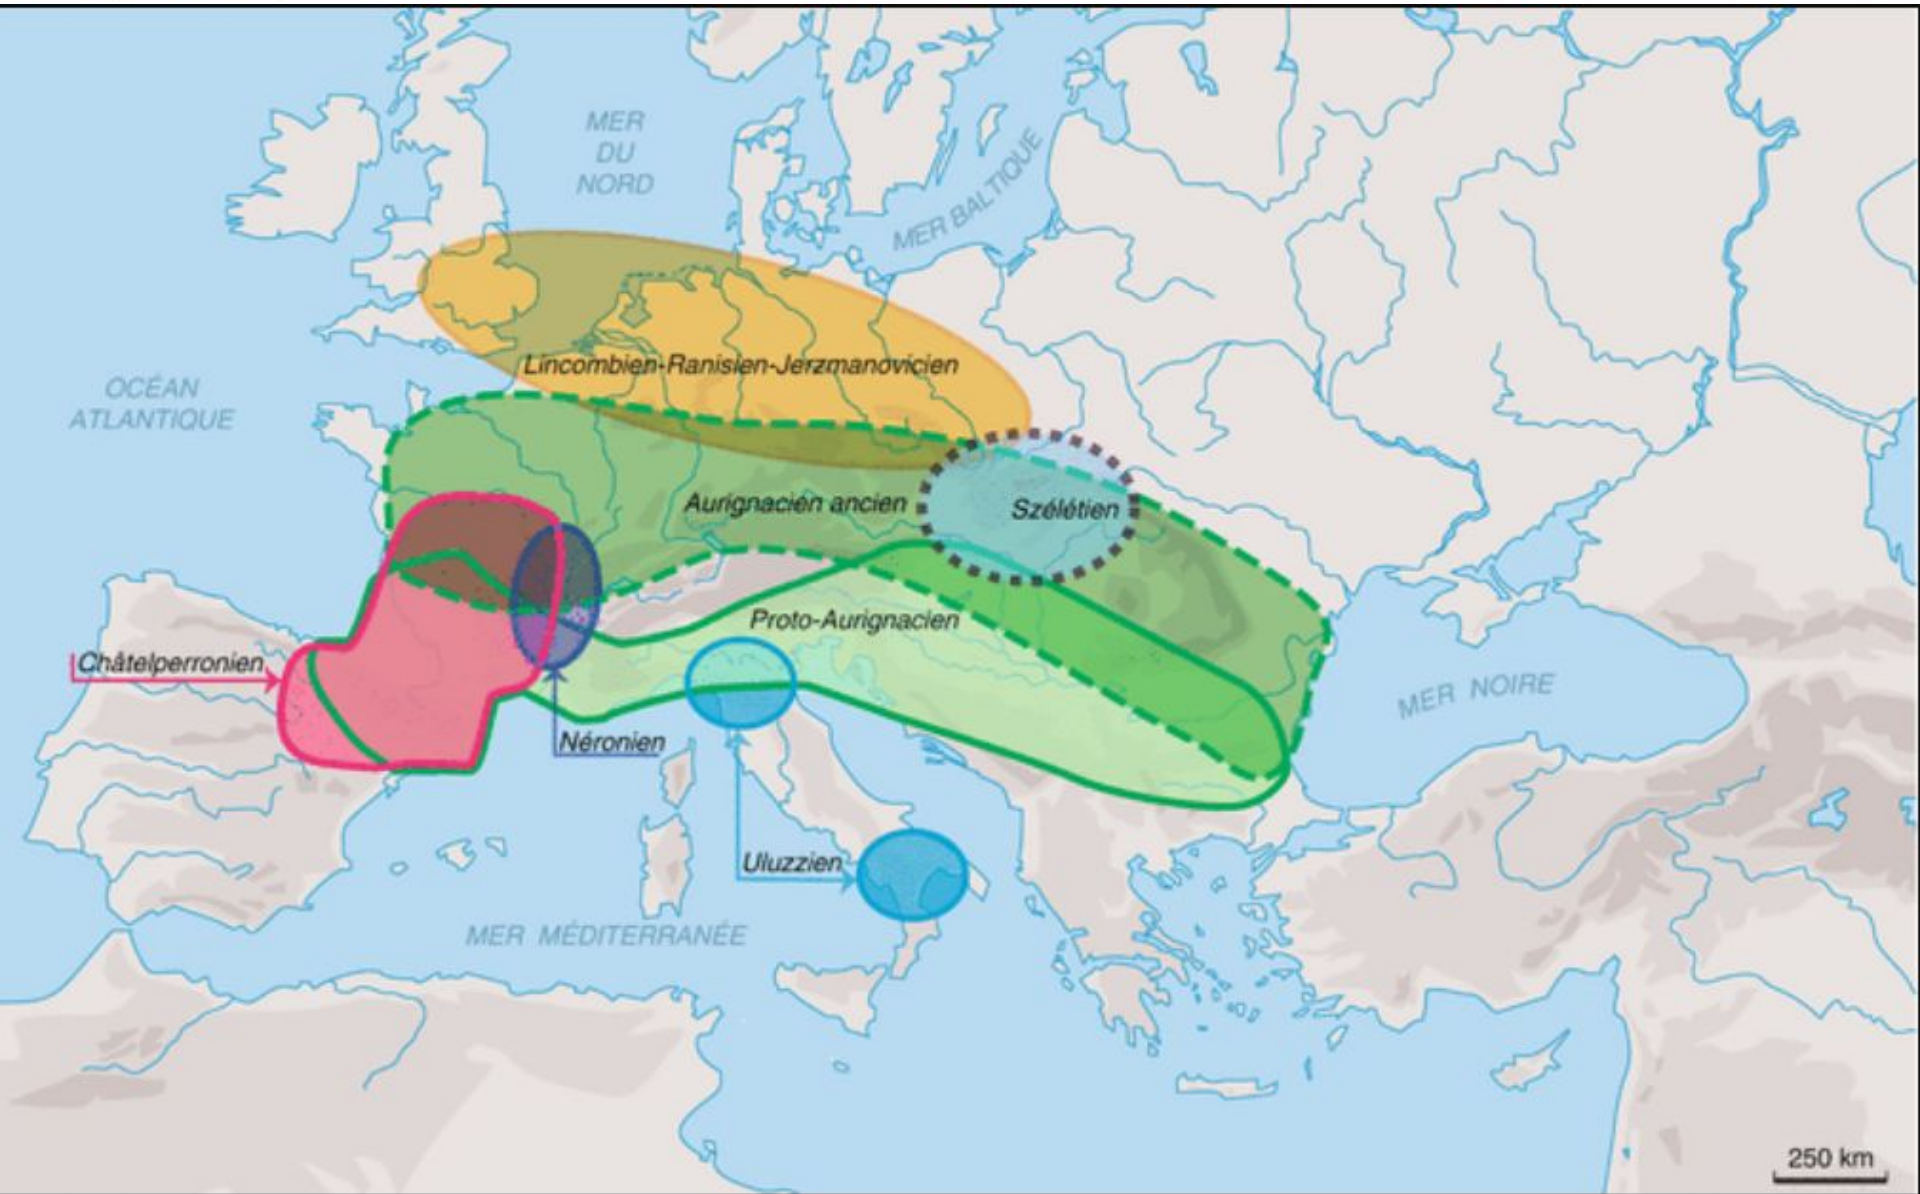 MER
DU
NORD
MER BALTIQUE
Lincombien-Ranisien-Jerzmanovicien
OCÉAN
ATLANTIQUE
Aurignacien ancien
Szélétien
Proto-Aurignacien
Châtelperronien
MER NOIRE
Néronien
Uluzzien
MER MÉDITERRANÉE
250 km